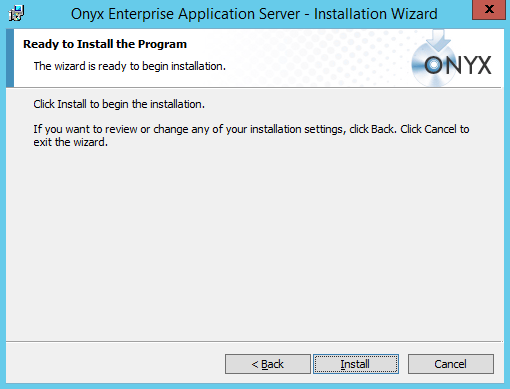 Onyx Enterprise Application Server - Installation Wizard
x
Ready to Install the Program
The wizard is ready to begin installation.
ONYX
Click Install to begin the installation.
If you want to review or change any of your installation settings, click Back. Click Cancel to
exit the wizard.
< Back Install Cancel